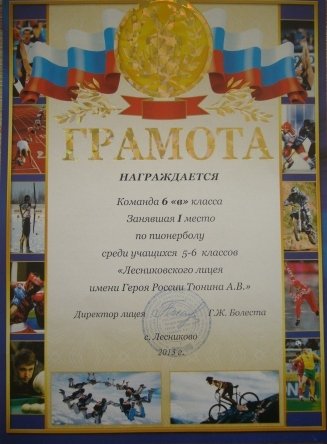 ГРАМОТА
НАГРАЖДАЕТСЯ
Команда 6 «в» класса
Занявшая I место
по пионерболу
среди учащихся 5-6 классов
«Лесниковского лицея
имени Героя России Тюнина А.В.»
Директор лицея Г.Ж. Болеста
с. Лесниково
2013 г.